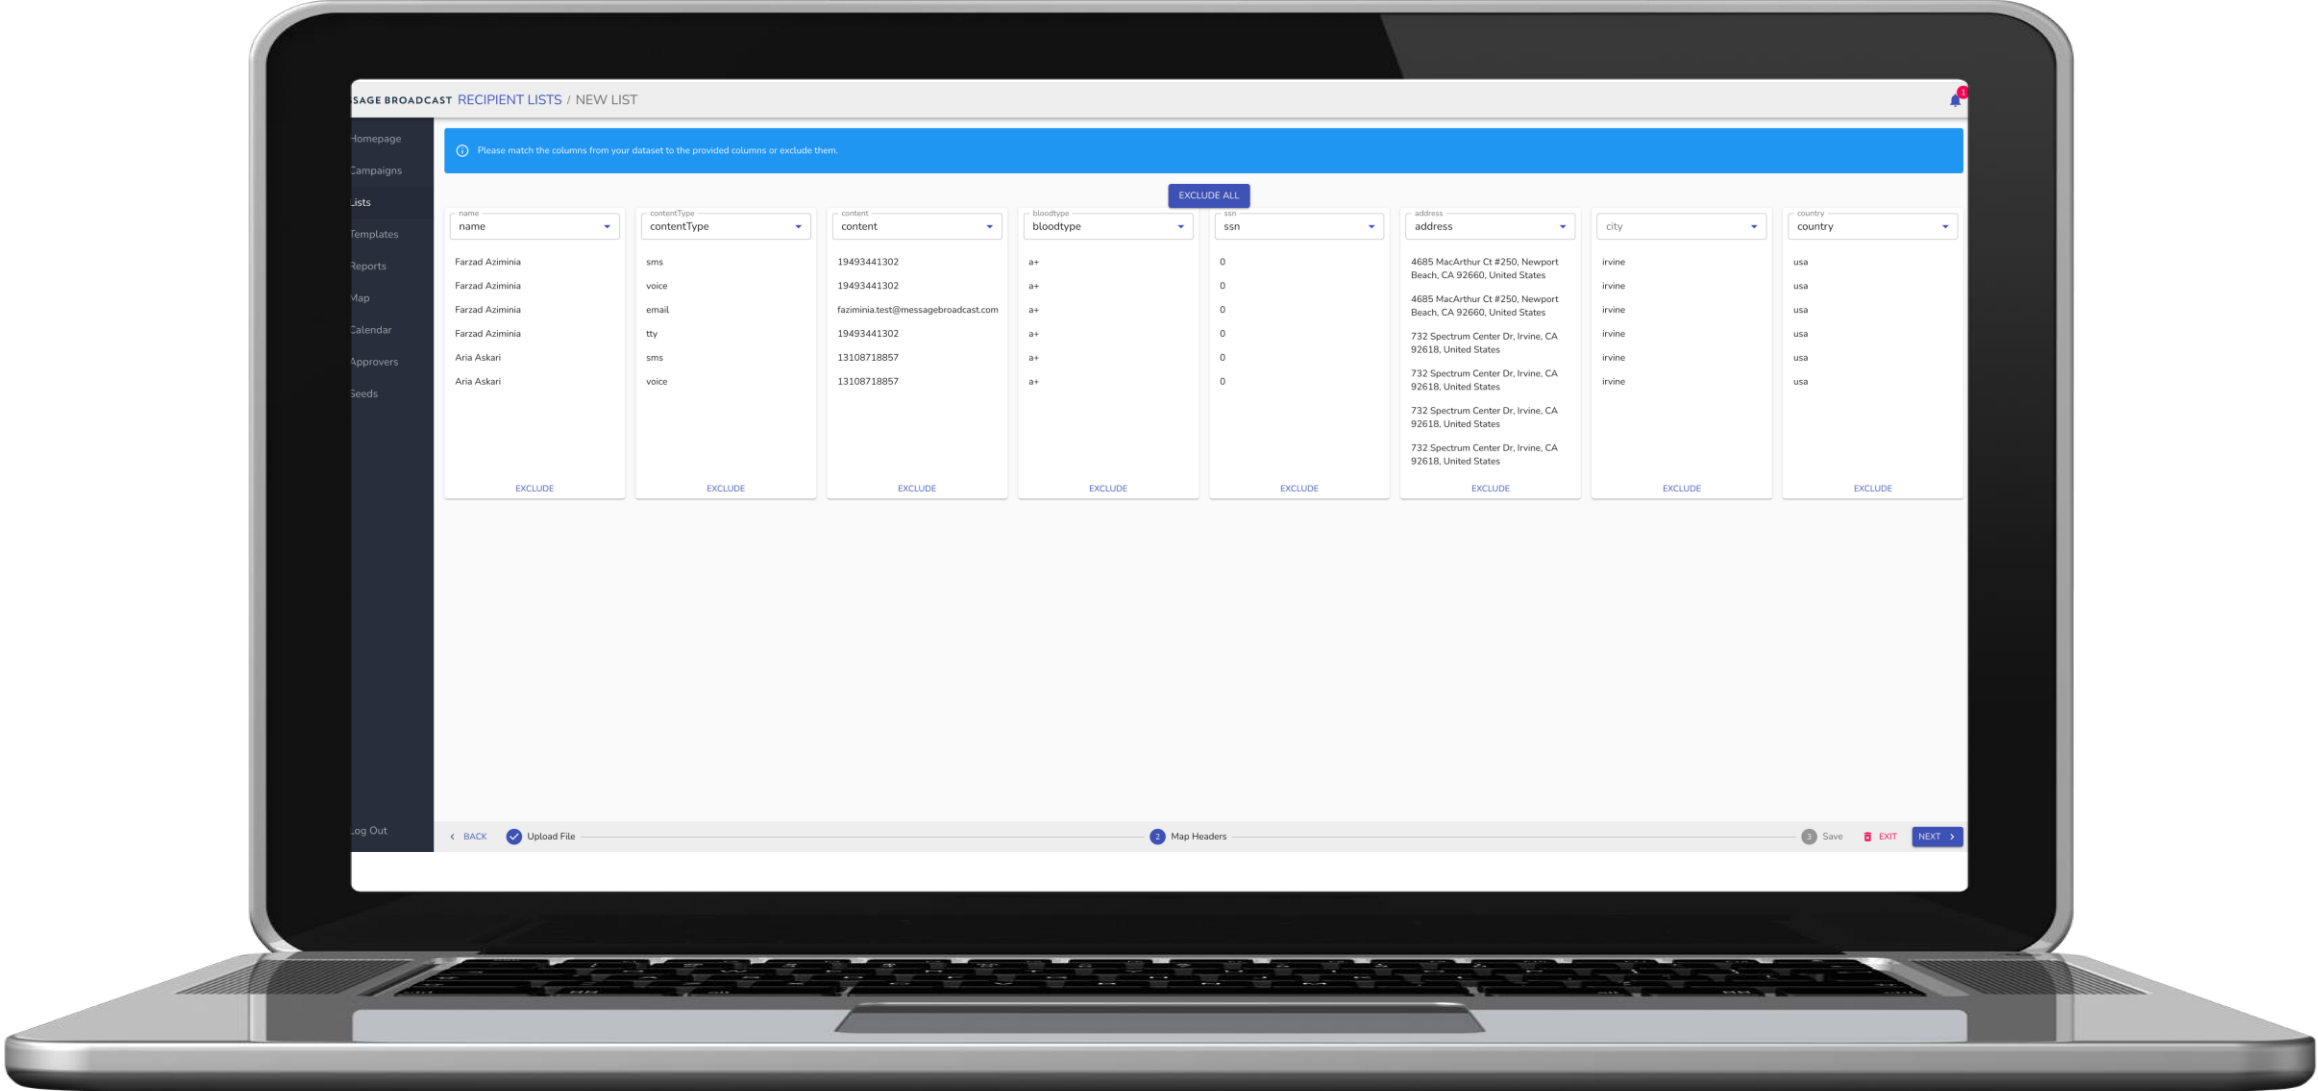 SSAGE BROADCAST RECIPIENT LISTS / NEW LIST
1
Homepage
Campaigns
Lists
Templates
Reports
Map
Calendar
Approvers
Seeds
Log Out
Please match the columns from your dataset to the provided columns or exclude them.
EXCLUDE ALL
name
name
Farzad Aziminia
Farzad Aziminia
Farzad Aziminia
Farzad Aziminia
Aria Askari
Aria Askari
EXCLUDE
contentType
contentType
sms
voice
email
tty
sms
voice
EXCLUDE
content
content
19493441302
19493441302
faziminia.test@messagebroadcast.com
19493441302
13108718857
13108718857
EXCLUDE
bloodtype
bloodtype
a+
a+
a+
a+
a+
a+
EXCLUDE
ssn
ssn
0
0
0
0
0
0
EXCLUDE
address
address
4685 MacArthur Ct #250, Newport
Beach, CA 92660, United States
4685 MacArthur Ct #250, Newport
Beach, CA 92660, United States
732 Spectrum Center Dr, Irvine, CA
92618, United States
732 Spectrum Center Dr, Irvine, CA
92618, United States
732 Spectrum Center Dr, Irvine, CA
92618, United States
732 Spectrum Center Dr, Irvine, CA
92618, United States
EXCLUDE
city
irvine
irvine
irvine
irvine
irvine
irvine
EXCLUDE
country
country
usa
usa
usa
usa
usa
usa
EXCLUDE
BACK
Upload File
2 Map Headers
3 Save
EXIT
NEXT